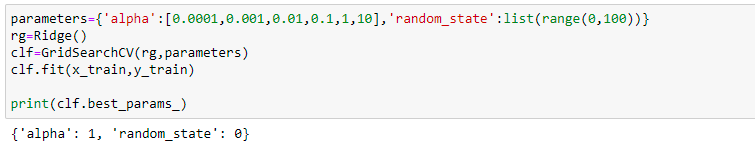 parameters={'alpha':[0.0001,0.001,0.01,0.1,1,10],'random_state':list(range(0,100))}
rg=Ridge()
clf=GridSearchCV(rg,parameters)
clf.fit(x_train,y_train)
print(clf.best_params_)
{'alpha': 1, 'random_state': 0}